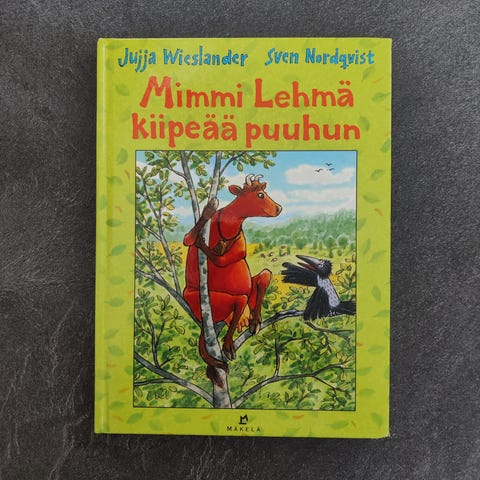 Jujja Wieslander Sven Nordqvist
Mimmi Lehmä
kiipeää puuhun
MÄKELÄ